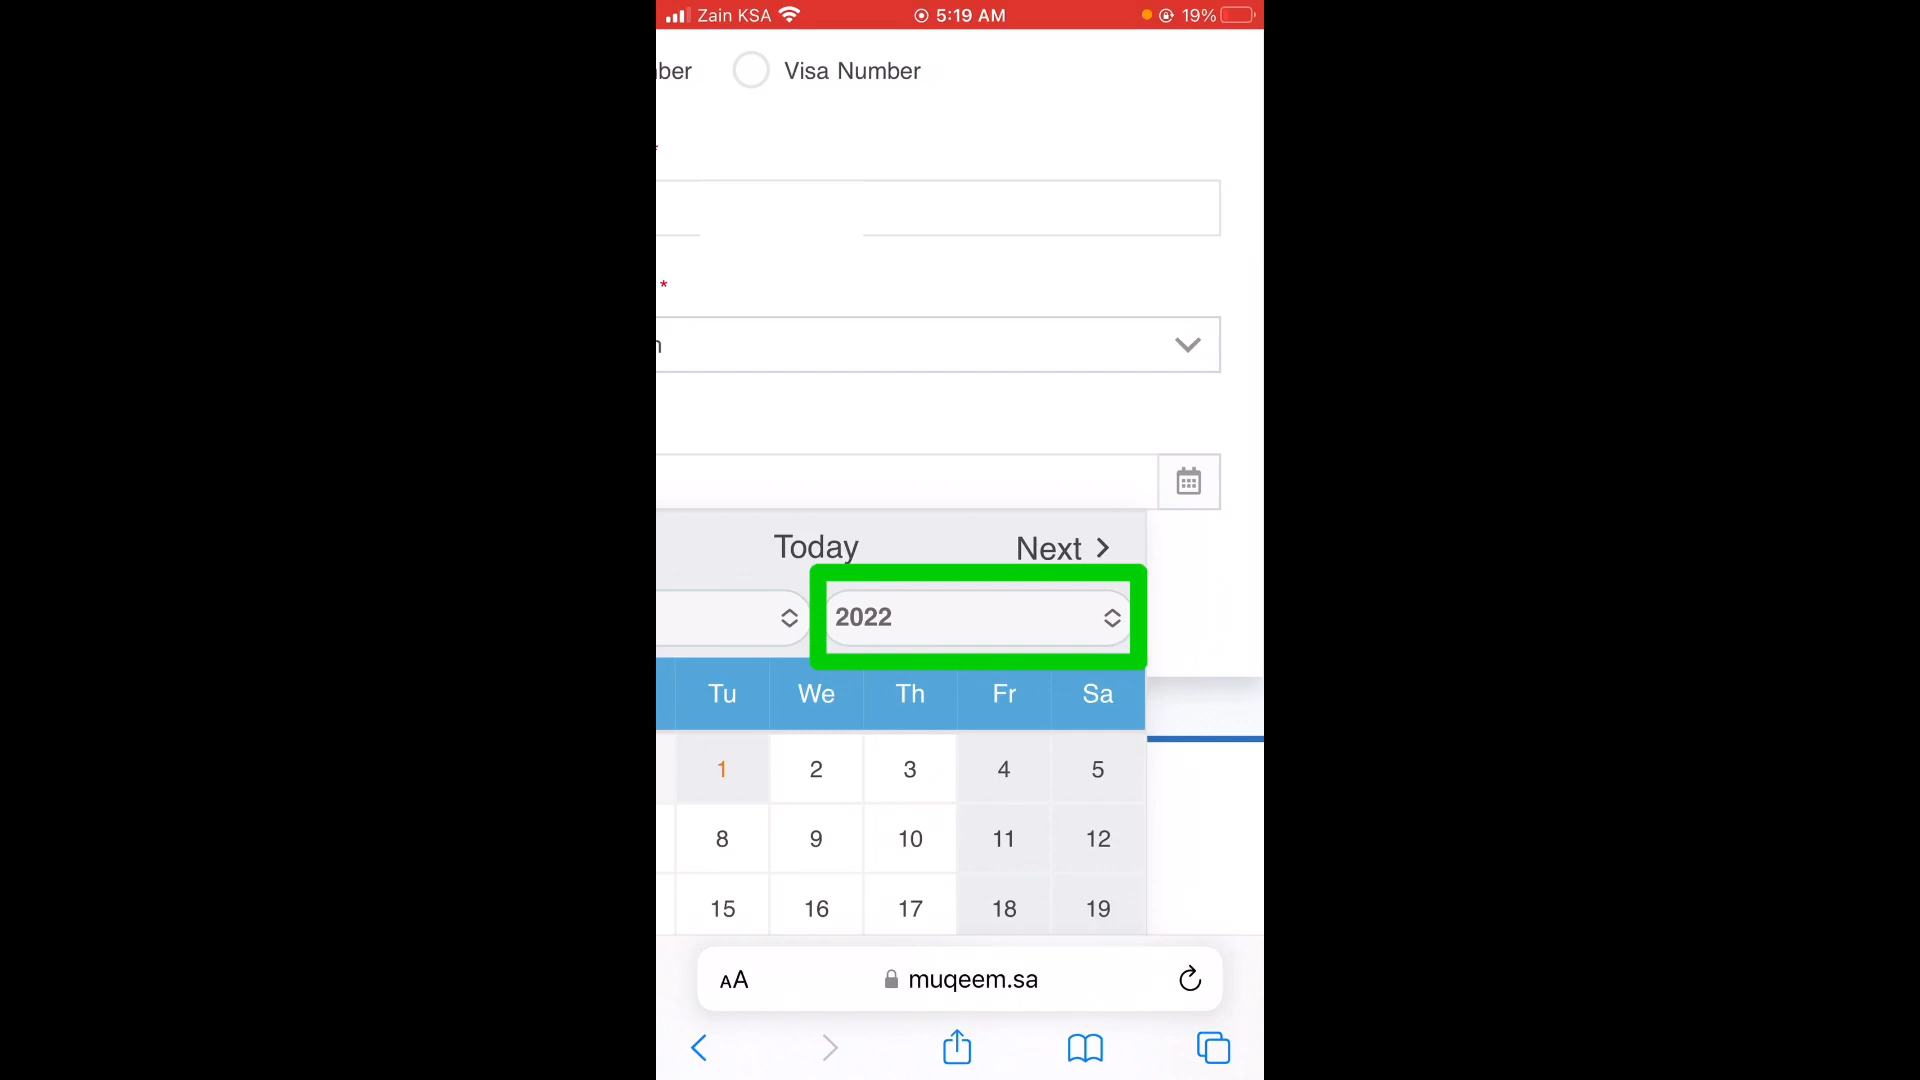 Zain KSA 5:19 AM 19%
ber Visa Number
*
*
n
Today Next >
2022
Tu We Th Fr Sa
1 2 3 4 5
8 9 10 11 12
15 16 17 18 19
AA muqeem.sa